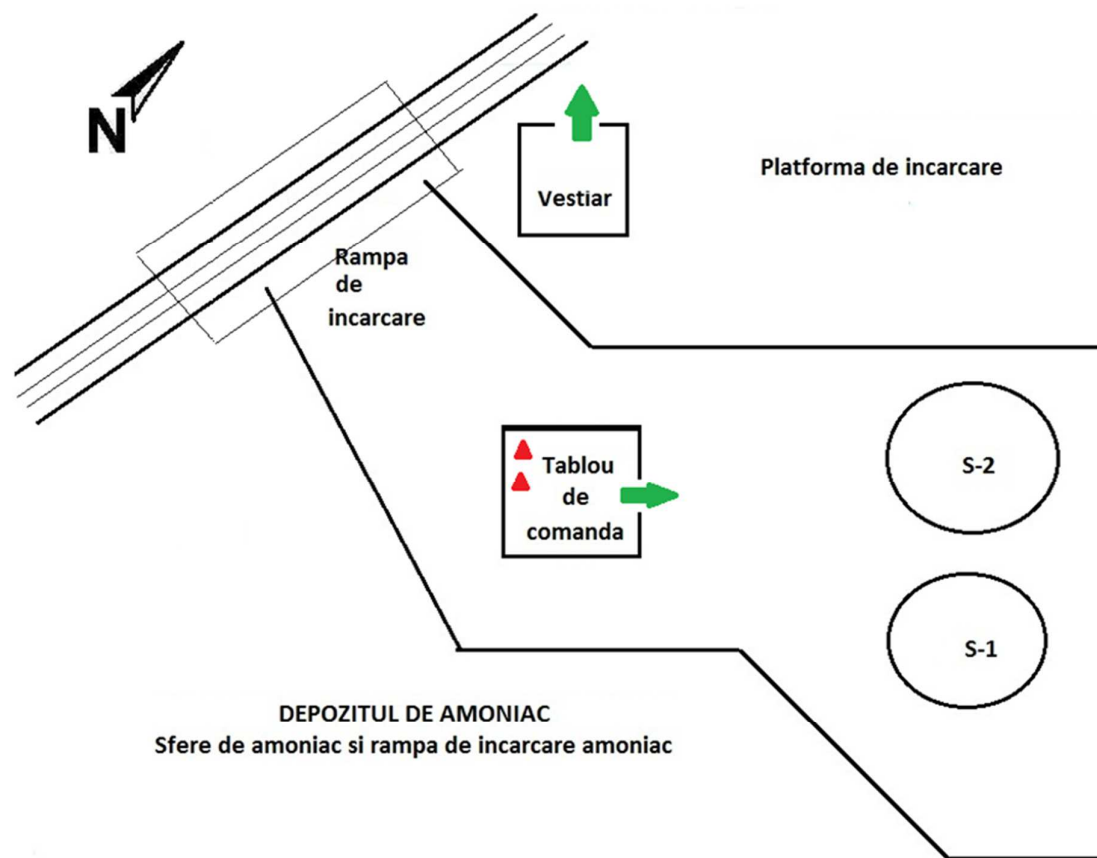 N
Vestiar
Platforma de incarcare
Rampa
de
incarcare
Tablou
de
comanda
S-2
S-1
DEPOZITUL DE AMONIAC
Sfere de amoniac si rampa de incarcare amoniac